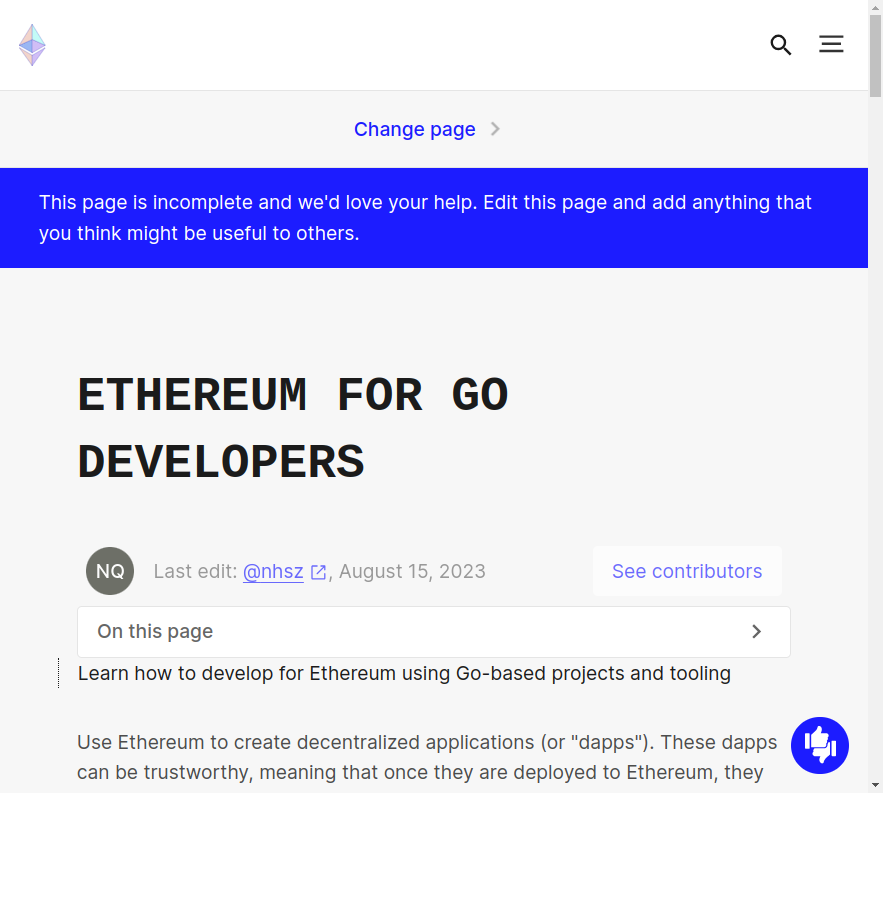 Change page
This page is incomplete and we'd love your help. Edit this page and add anything that
you think might be useful to others.
ETHEREUM FOR GO
DEVELOPERS
NQ
Last edit: @nhsz, August 15, 2023
See contributors
On this page
Learn how to develop for Ethereum using Go-based projects and tooling
Use Ethereum to create decentralized applications (or "dapps"). These dapps
can be trustworthy, meaning that once they are deployed to Ethereum, they